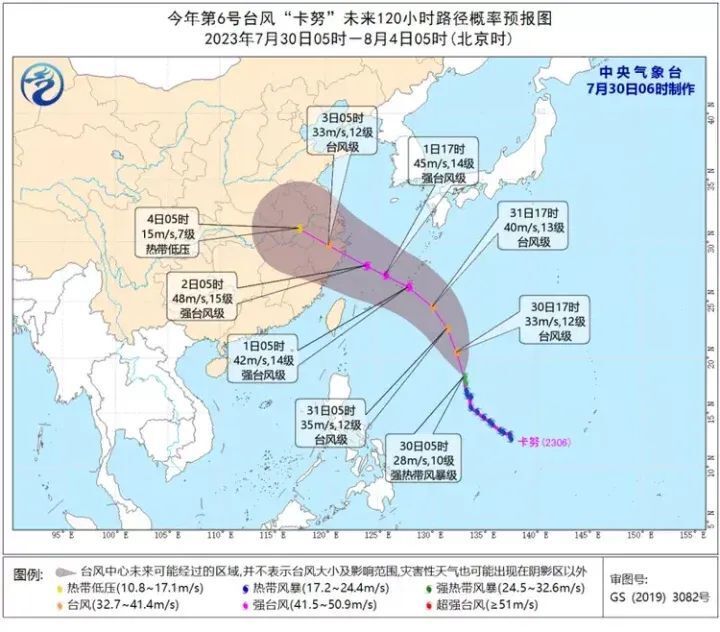 今年第6号台风“卡努”未来120小时路径概率预报图
2023年7月30日05时－8月4日05时(北京时)
中央气象台
7月30日06时制作
3日05时
33m/s,12级
台风级
1日17时
45m/s,14级
强台风级
4日05时
15m/s,7级
热带低压
31日17时
40m/s,13级
台风级
2日05时
48m/s,15级
强台风级
30日17时
33m/s,12级
台风级
1日05时
42m/s,14级
强台风级
31日05时
35m/s,12级
台风级
30日05时
28m/s,10级
强热带风暴级
卡努(2306)
40°N
35°N
30°N
25°N
20°N
15°N
10°N
5°N
95°E 100°E 105°E 110°E 115°E 120°E 125°E 130°E 135°E 140°E 145°E 150°E 155°E
图例:
台风中心未来可能经过的区域,并不表示台风大小及影响范围,灾害性天气也可能出现在阴影区以外
热带低压(10.8~17.1m/s) 热带风暴(17.2~24.4m/s) 强热带风暴(24.5~32.6m/s)
台风(32.7~41.4m/s) 强台风(41.5~50.9m/s) 超强台风(≥51m/s)
审图号:
GS (2019) 3082号